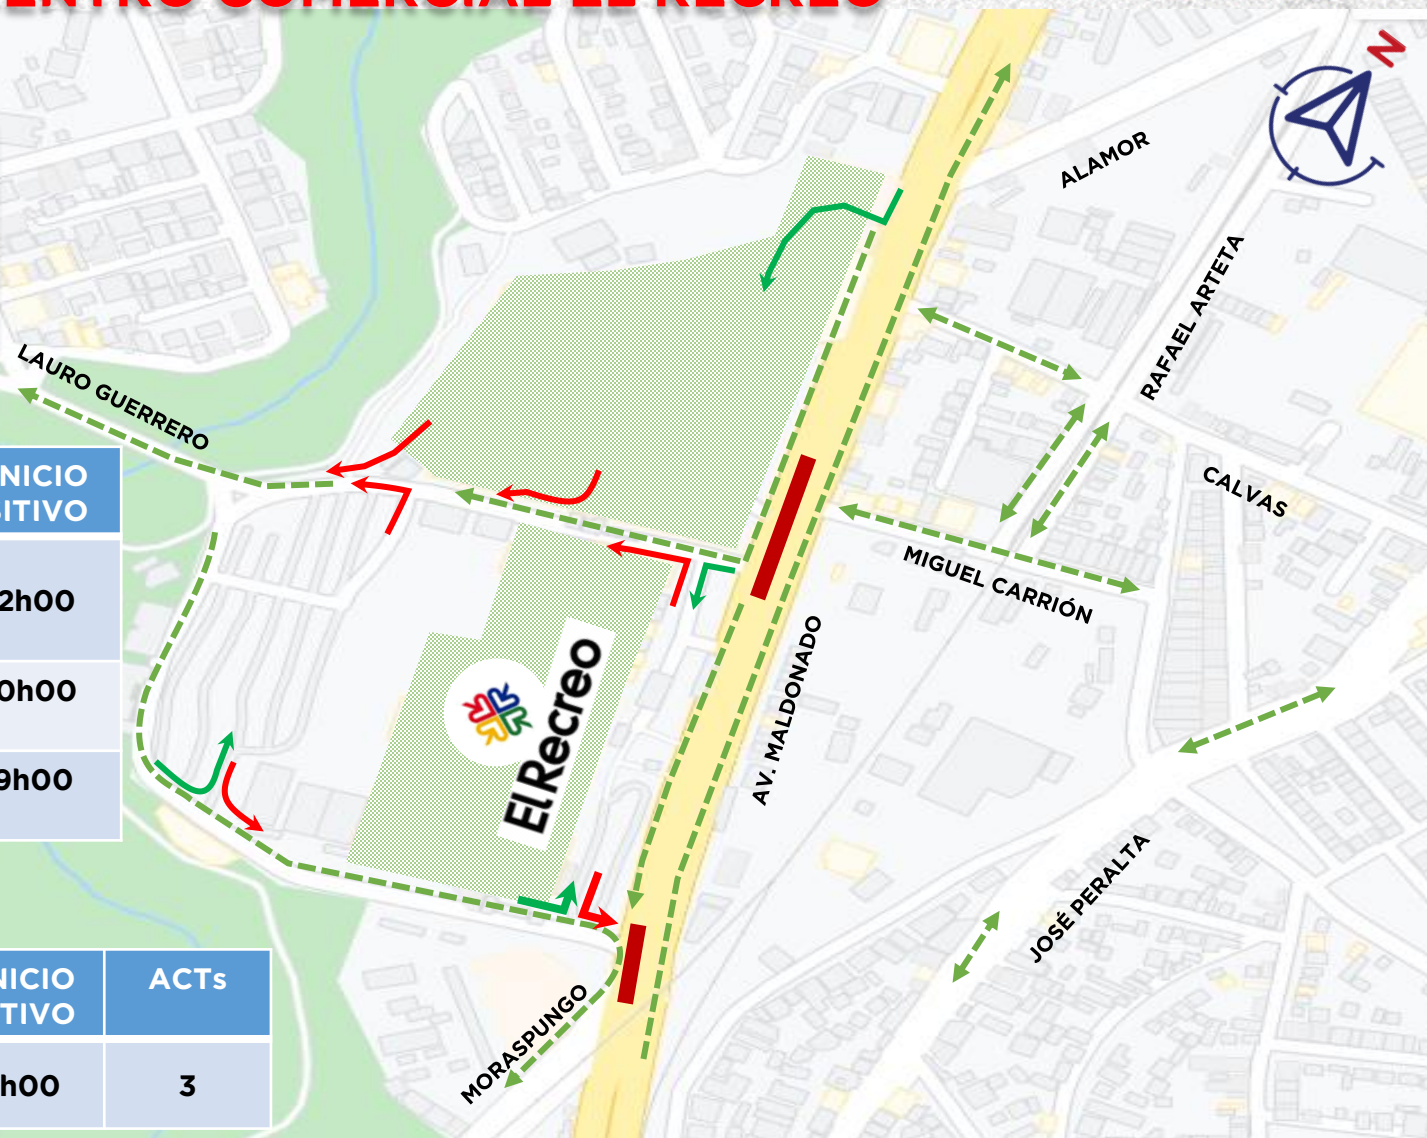 CENTRO COMERCIAL EL RECREO
N
ALAMOR
RAFAEL ARTETA
LAURO GUERRERO
CALVAS
MIGUEL CARRIÓN
AV. MALDONADO
El Recreo
JOSÉ PERALTA
MORASPUNGO
NICIO
ITIVO
2h00
0h00
9h00
NICIO
TIVO
ACTs
h00
3